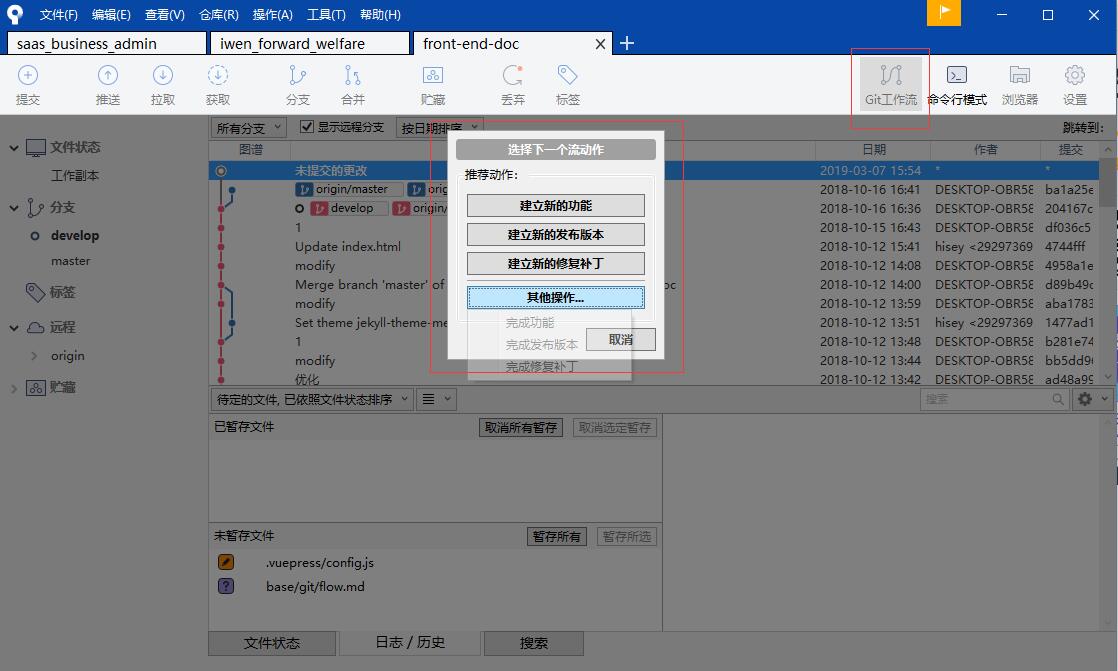 文件(F) 编辑(E) 查看(V) 仓库(R) 操作(A) 工具(T) 帮助(H)
saas_business_admin iwen_forward_welfare front-end-doc
提交 推送 拉取 获取 分支 合并 贮藏 丢弃 标签 Git工作流 命令行模式 浏览器 设置
所有分支 显示远程分支 按日期排序 跳转到:
图谱 日期 作者 提交
文件状态
工作副本
分支
develop
master
标签
远程
origin
贮藏
未提交的更改 2019-03-07 15:54 * *
origin/master 2018-10-16 16:41 DESKTOP-OBR58 ba1a25e
develop origin/ 2018-10-16 16:36 DESKTOP-OBR58 204167c
1 2018-10-15 16:43 DESKTOP-OBR58 df036c5
Update index.html 2018-10-12 15:41 hisey <29297369 4744fff
modify 2018-10-12 14:08 DESKTOP-OBR58 4958a1e
Merge branch 'master' of 2018-10-12 14:00 DESKTOP-OBR58 d89b49c
modify 2018-10-12 13:59 DESKTOP-OBR58 aba1783
Set theme jekyll-theme-me 2018-10-12 13:51 hisey <29297369 1477ad1
1 2018-10-12 13:48 DESKTOP-OBR58 b281e74
modify 2018-10-12 13:44 DESKTOP-OBR58 bb5dd96
优化 2018-10-12 13:42 DESKTOP-OBR58 ad48a99
选择下一个流动作
推荐动作:
建立新的功能
建立新的发布版本
建立新的修复补丁
其他操作...
完成功能
完成发布版本
完成修复补丁
取消
待定的文件, 已依照文件状态排序 搜索
已暂存文件 取消所有暂存 取消选定暂存
未暂存文件 暂存所有 暂存所选
.vuepress/config.js
base/git/flow.md
文件状态 日志 / 历史 搜索